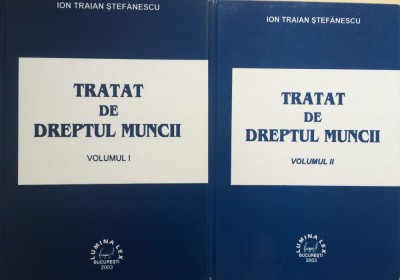 ION TRAIAN ŞTEFĂNESCU
TRATAT
DE
DREPTUL MUNCII
VOLUMUL I
LUMINA LEX
BUCUREŞTI
2003
ION TRAIAN ŞTEFĂNESCU
TRATAT
DE
DREPTUL MUNCII
VOLUMUL II
LUMINA LEX
BUCUREŞTI
2003